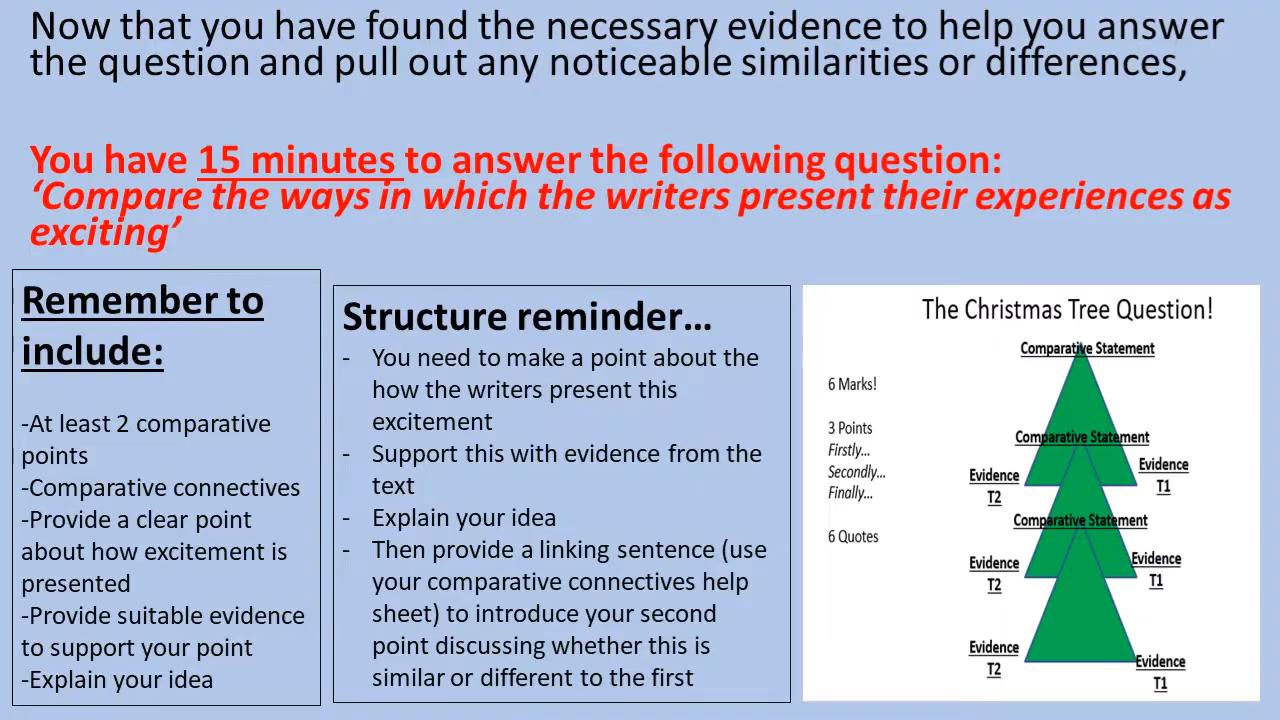 Now that you have found the necessary evidence to help you answer
the question and pull out any noticeable similarities or differences,
You have 15 minutes to answer the following question:
‘Compare the ways in which the writers present their experiences as
exciting’
Remember to
include:
-At least 2 comparative
points
-Comparative connectives
-Provide a clear point
about how excitement is
presented
-Provide suitable evidence
to support your point
-Explain your idea
Structure reminder…
- You need to make a point about the
how the writers present this
excitement
- Support this with evidence from the
text
- Explain your idea
- Then provide a linking sentence (use
your comparative connectives help
sheet) to introduce your second
point discussing whether this is
similar or different to the first
The Christmas Tree Question!
Comparative Statement
6 Marks!
3 Points
Firstly…
Secondly…
Finally…
6 Quotes
Comparative Statement
Evidence
T2
Evidence
T1
Comparative Statement
Evidence
T2
Evidence
T1
Evidence
T2
Evidence
T1